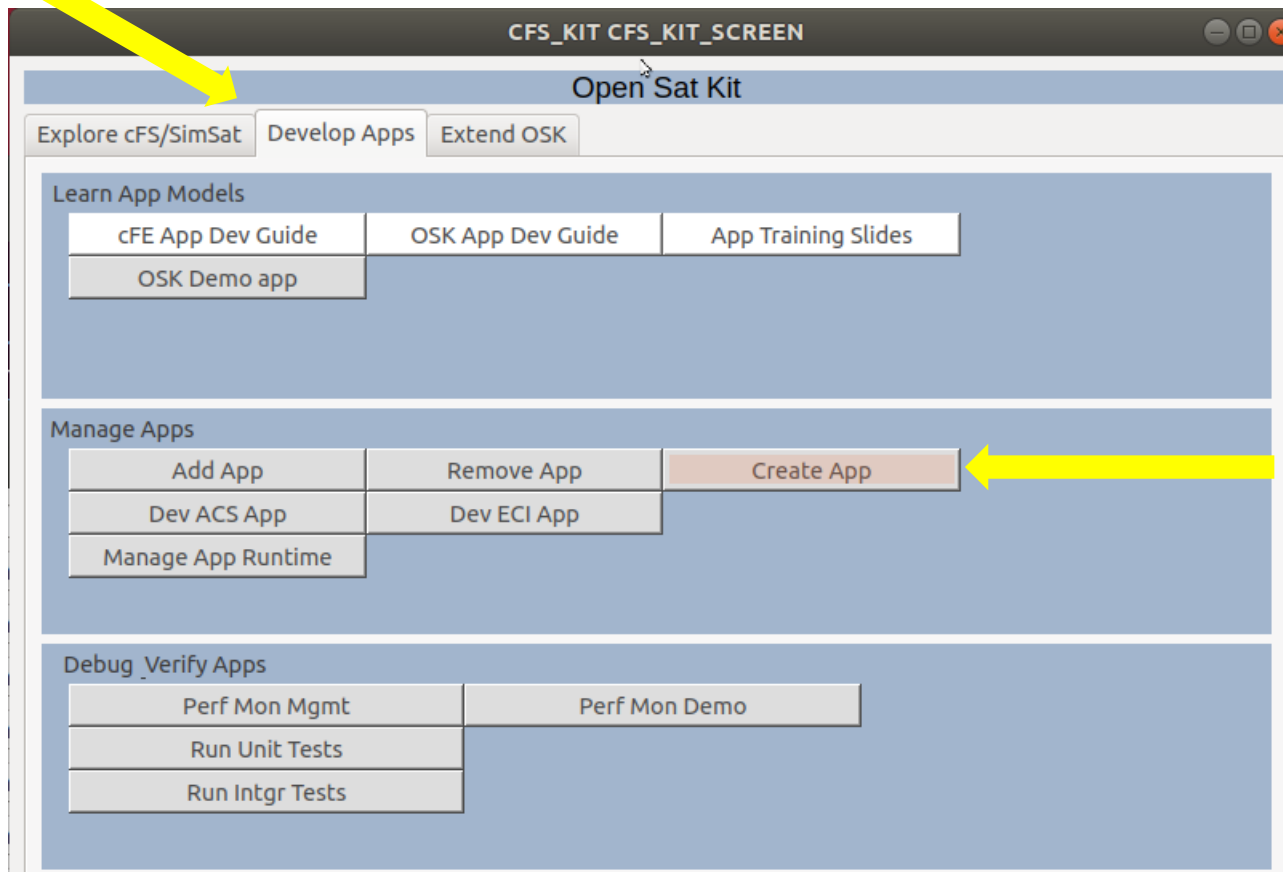 CFS_KIT CFS_KIT_SCREEN
Open Sat Kit
Explore cFS/SimSat Develop Apps Extend OSK
Learn App Models
cFE App Dev Guide OSK App Dev Guide App Training Slides
OSK Demo app
Manage Apps
Add App Remove App Create App
Dev ACS App Dev ECI App
Manage App Runtime
Debug_Verify Apps
Perf Mon Mgmt Perf Mon Demo
Run Unit Tests
Run Intgr Tests